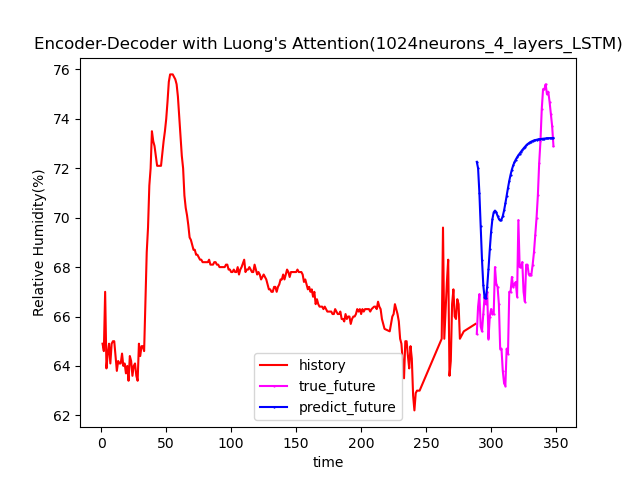 Encoder-Decoder with Luong's Attention(1024neurons_4_layers_LSTM)
76
74
72
70
68
66
64
62
Relative Humidity(%)
history
true_future
predict_future
0 50 100 150 200 250 300 350
time